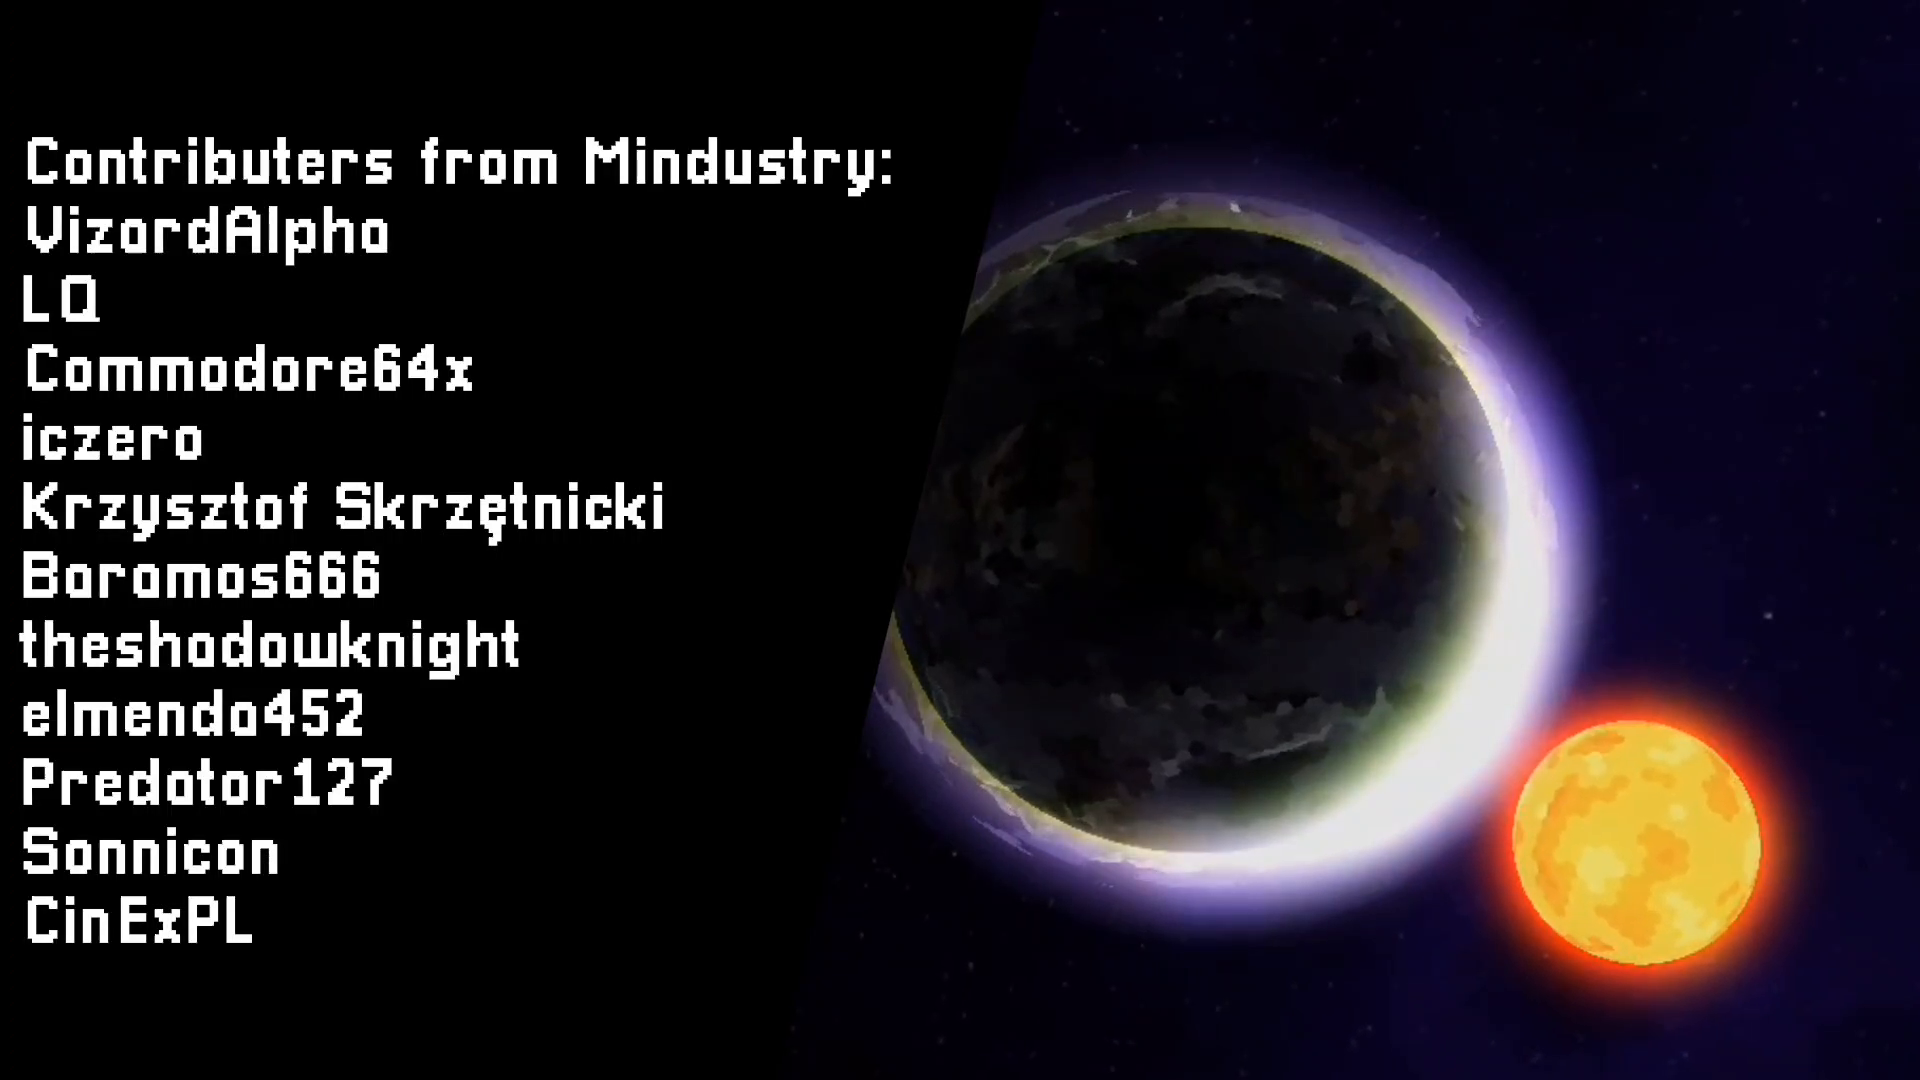 Contributers from Mindustry:
VizardAlpha
LQ
Commodore64x
iczero
Krzysztof Skrzętnicki
Baramos666
theshadowknight
elmenda452
Predator127
Sonnicon
CinExPL